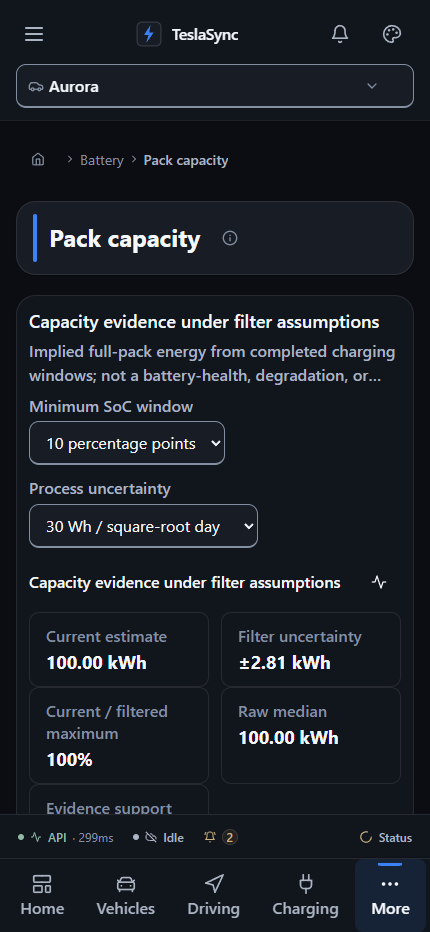 TeslaSync
Aurora
Battery
Pack capacity
Pack capacity
Capacity evidence under filter assumptions
Implied full-pack energy from completed charging
windows; not a battery-health, degradation, or...
Minimum SoC window
10 percentage points
Process uncertainty
30 Wh / square-root day
Capacity evidence under filter assumptions
Current estimate
100.00 kWh
Filter uncertainty
±2.81 kWh
Current / filtered
maximum
100%
Raw median
100.00 kWh
Evidence support
API · 299ms
Idle
2
Status
Home
Vehicles
Driving
Charging
More